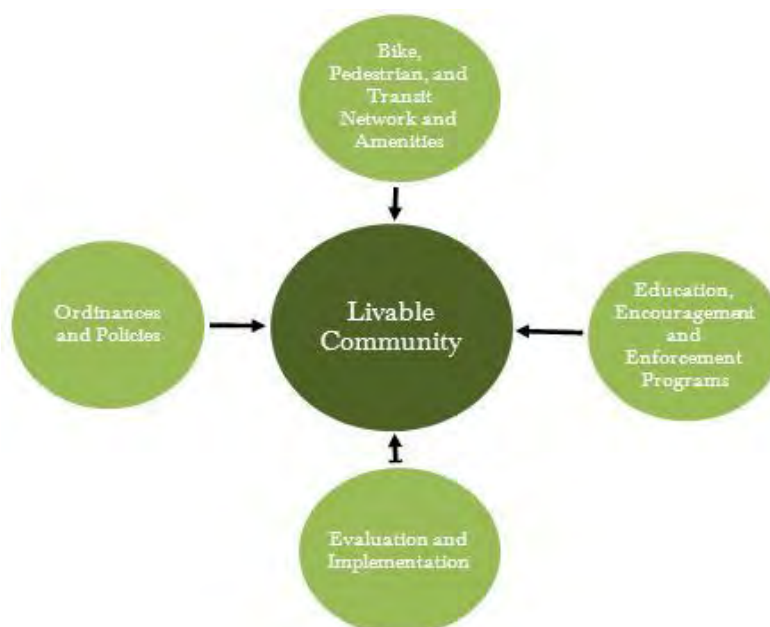 Bike,
Pedestrian, and
Transit
Network and
Amenities
Ordinances
and Policies
Livable
Community
Education,
Encouragement
and
Enforcement
Programs
Evaluation and
Implementation